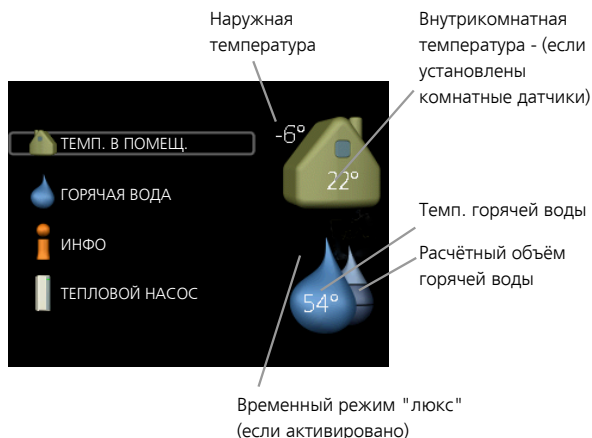 Наружная
температура
Внутрикомнатная
температура - (если
установлены
комнатные датчики)
-6°
ТЕМП. В ПОМЕЩ.
22°
ГОРЯЧАЯ ВОДА
Темп. горячей воды
ИНФО
Расчётный объём
горячей воды
ТЕПЛОВОЙ НАСОС
54°
Временный режим "люкс"
(если активировано)